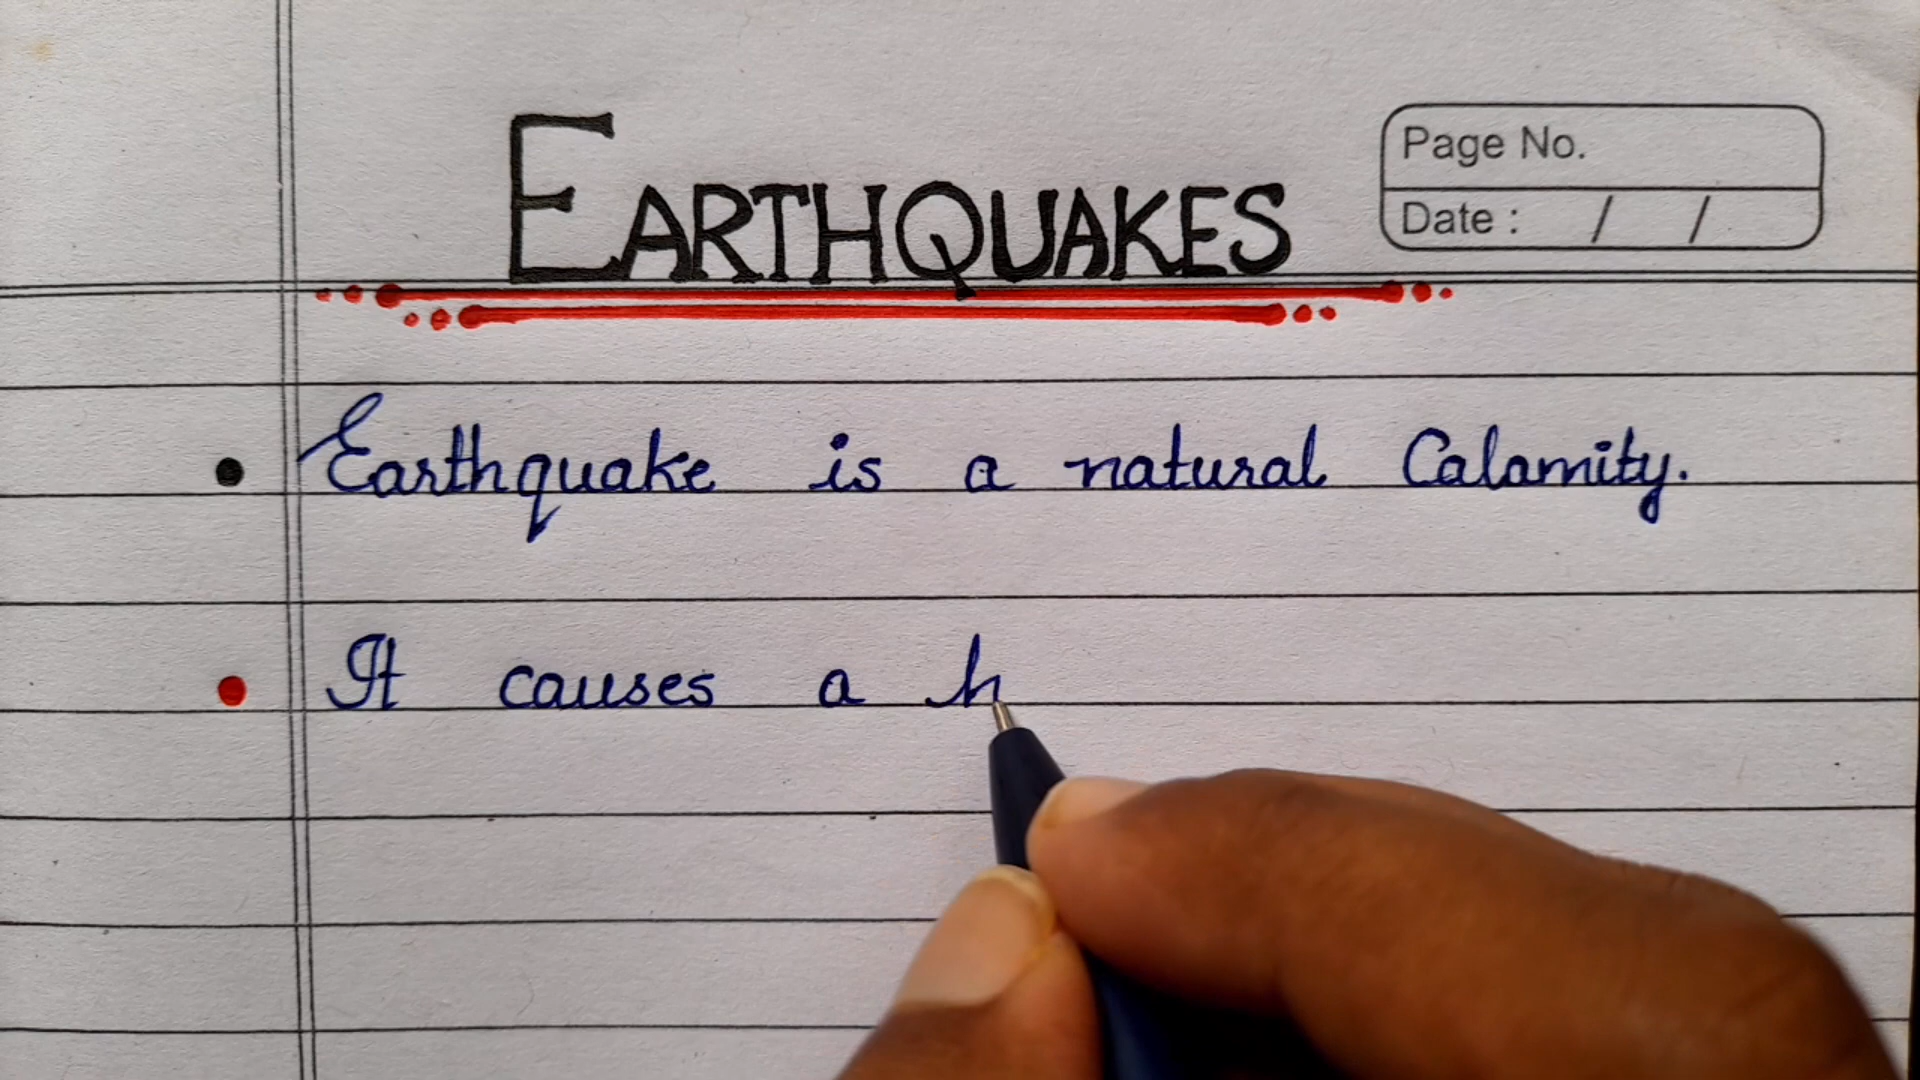 EARTHQUAKES
Page No.
Date : / /
• Earthquake is a natural Calamity.
• It causes a h